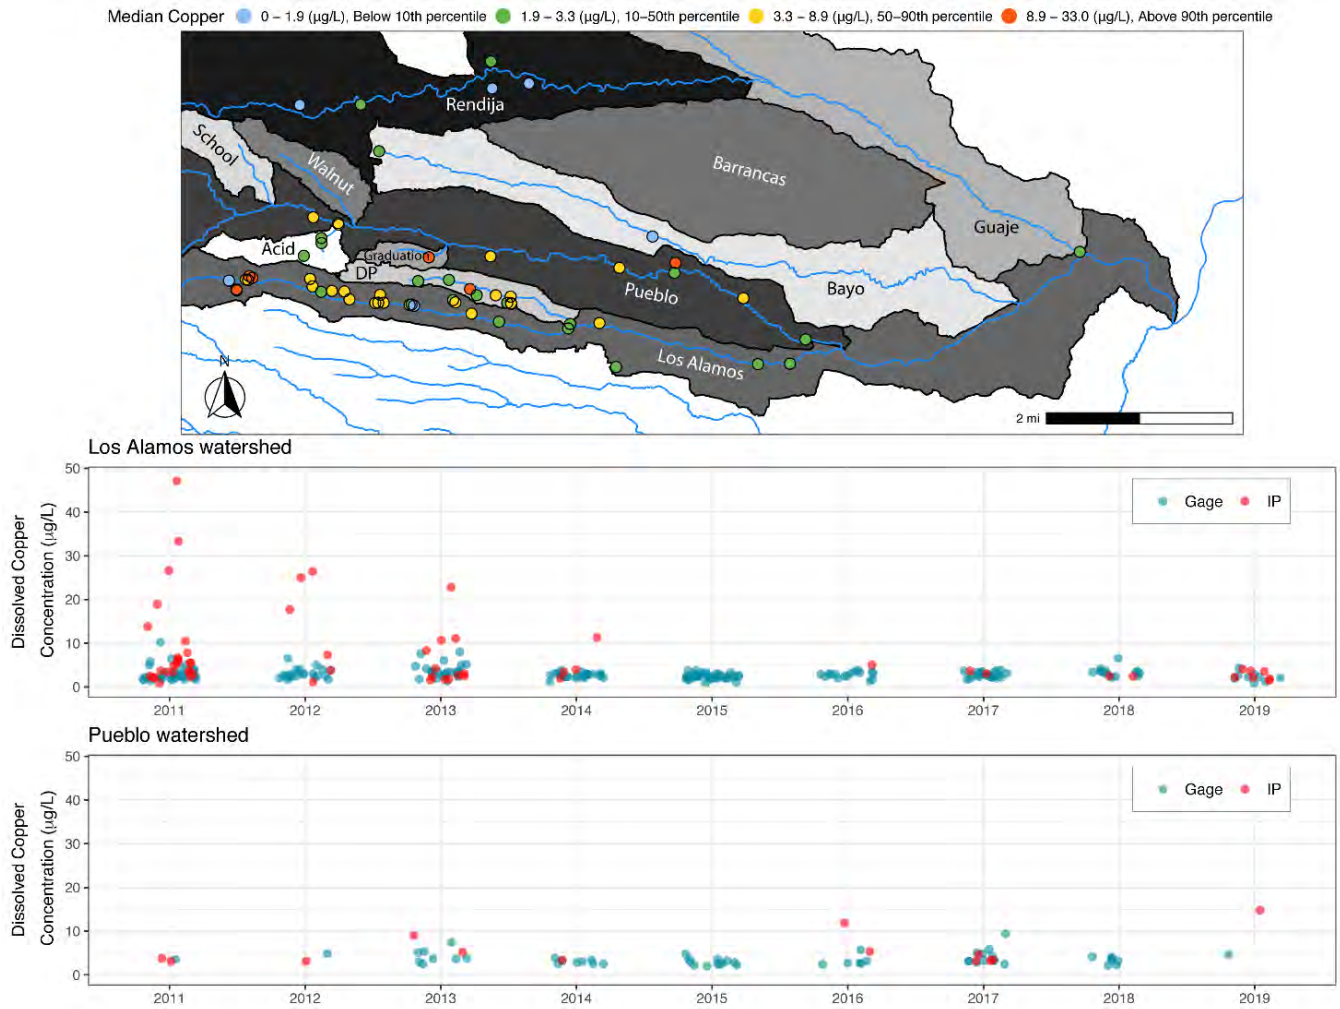 Median Copper 0 – 1.9 (µg/L), Below 10th percentile 1.9 – 3.3 (µg/L), 10–50th percentile 3.3 – 8.9 (µg/L), 50–90th percentile 8.9 – 33.0 (µg/L), Above 90th percentile
Rendija
School
Walnut
Barrancas
Guaje
Acid
Graduation
DP
Pueblo
Bayo
Los Alamos
N
2 mi
Los Alamos watershed
Dissolved Copper
Concentration (µg/L)
50
40
30
20
10
0
Gage IP
2011 2012 2013 2014 2015 2016 2017 2018 2019
Pueblo watershed
Dissolved Copper
Concentration (µg/L)
50
40
30
20
10
0
Gage IP
2011 2012 2013 2014 2015 2016 2017 2018 2019